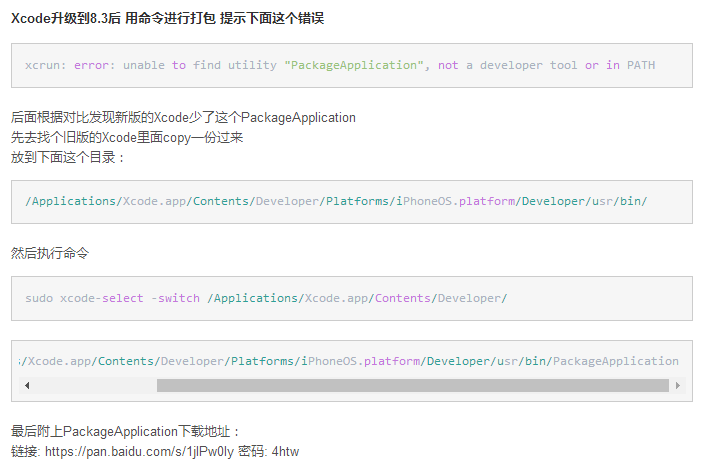 Xcode升级到8.3后 用命令进行打包 提示下面这个错误
xcrun: error: unable to find utility "PackageApplication", not a developer tool or in PATH
后面根据对比发现新版的Xcode少了这个PackageApplication
先去找个旧版的Xcode里面copy一份过来
放到下面这个目录：
/Applications/Xcode.app/Contents/Developer/Platforms/iPhoneOS.platform/Developer/usr/bin/
然后执行命令
sudo xcode-select -switch /Applications/Xcode.app/Contents/Developer/
s/Xcode.app/Contents/Developer/Platforms/iPhoneOS.platform/Developer/usr/bin/PackageApplication
最后附上PackageApplication下载地址：
链接: https://pan.baidu.com/s/1jlPw0ly 密码: 4htw